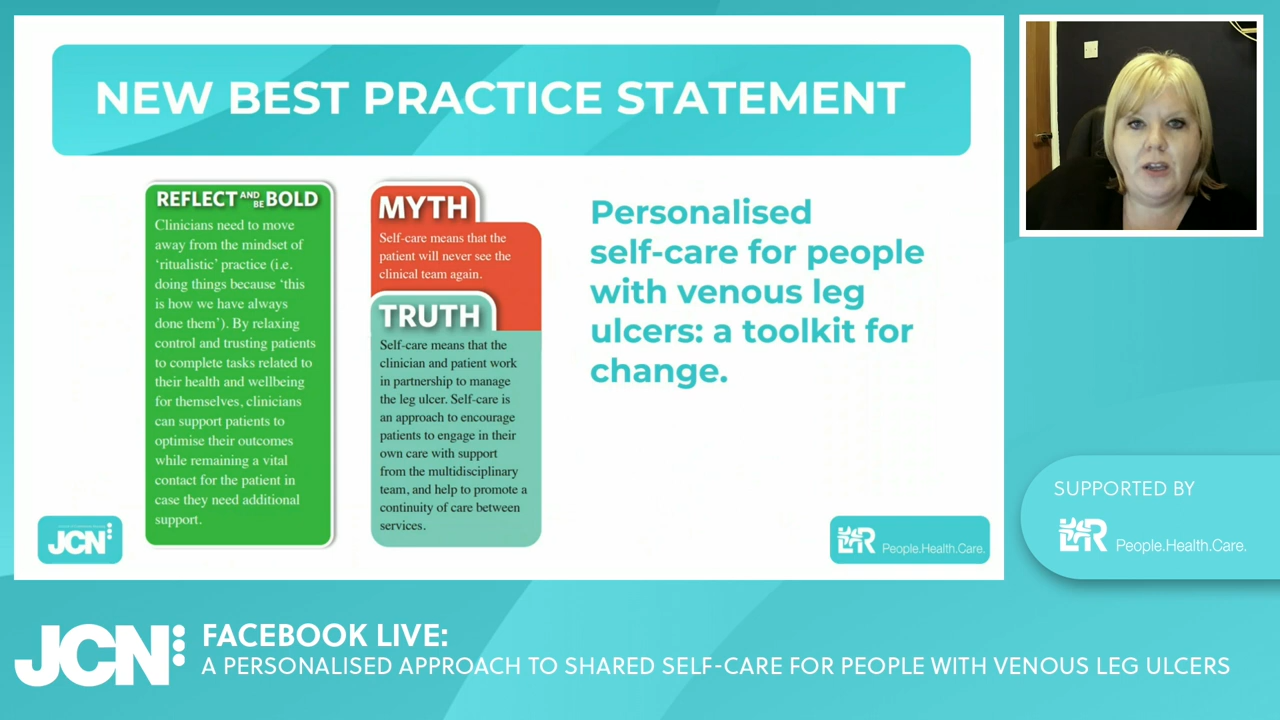 NEW BEST PRACTICE STATEMENT
REFLECT AND BE BOLD
Clinicians need to move
away from the mindset of
‘ritualistic’ practice (i.e.
doing things because ‘this
is how we have always
done them’). By relaxing
control and trusting patients
to complete tasks related to
their health and wellbeing
for themselves, clinicians
can support patients to
optimise their outcomes
while remaining a vital
contact for the patient in
case they need additional
support.
MYTH
Self-care means that the
patient will never see the
clinical team again.
TRUTH
Self-care means that the
clinician and patient work
in partnership to manage
the leg ulcer. Self-care is
an approach to encourage
patients to engage in their
own care with support
from the multidisciplinary
team, and help to promote a
continuity of care between
services.
Personalised
self-care for people
with venous leg
ulcers: a toolkit for
change.
JCN
L&R People.Health.Care.
SUPPORTED BY
L&R People.Health.Care.
JCN
FACEBOOK LIVE:
A PERSONALISED APPROACH TO SHARED SELF-CARE FOR PEOPLE WITH VENOUS LEG ULCERS